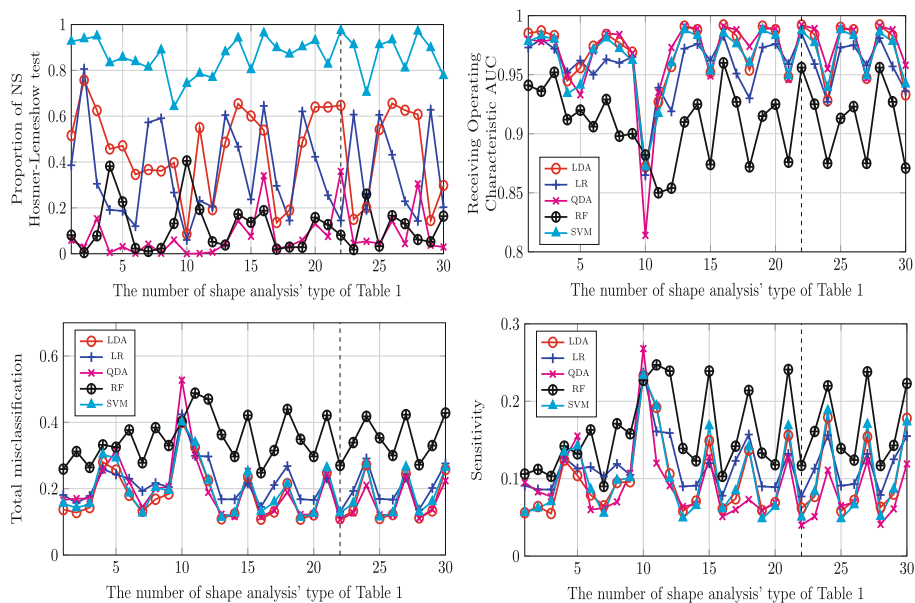 Proportion of NS
Hosmer-Lemeshow test
1
0.8
0.6
0.4
0.2
0
5
10
15
20
25
30
The number of shape analysis' type of Table 1
Receiving Operating
Characteristic AUC
1
0.95
0.9
0.85
0.8
LDA
LR
QDA
RF
SVM
5
10
15
20
25
30
The number of shape analysis' type of Table 1
Total misclassification
0.6
0.4
0.2
0
LDA
LR
QDA
RF
SVM
5
10
15
20
25
30
The number of shape analysis' type of Table 1
Sensitivity
0.3
0.2
0.1
0
LDA
LR
QDA
RF
SVM
5
10
15
20
25
30
The number of shape analysis' type of Table 1